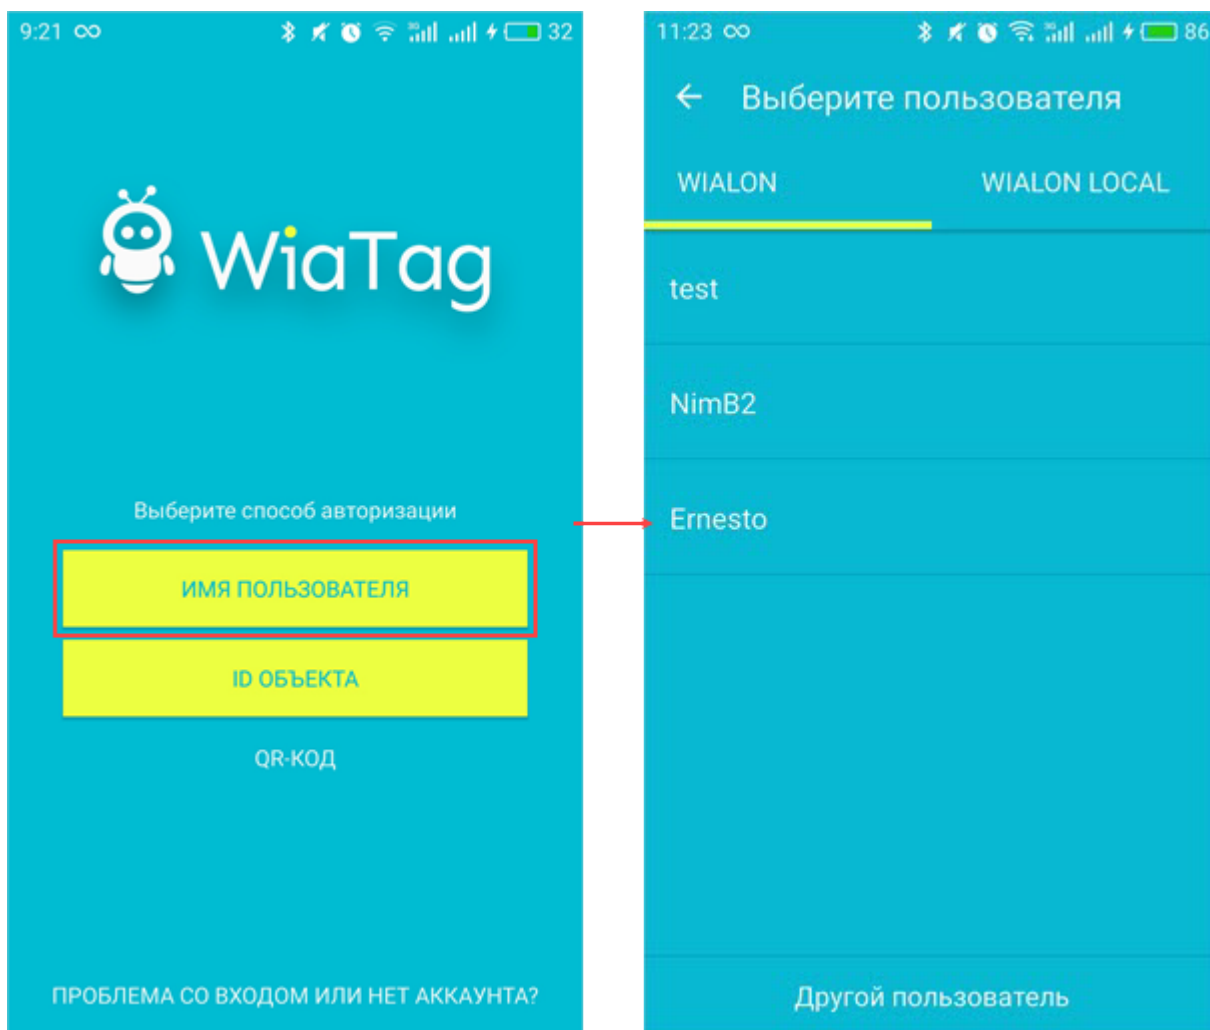 9:21
32
WiaTag
Выберите способ авторизации
ИМЯ ПОЛЬЗОВАТЕЛЯ
ID ОБЪЕКТА
QR-КОД
ПРОБЛЕМА СО ВХОДОМ ИЛИ НЕТ АККАУНТА?
11:23
86
Выберите пользователя
WIALON
WIALON LOCAL
test
NimB2
Ernesto
Другой пользователь